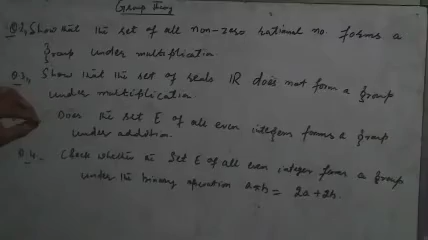 Group Theory
Q 2, Show that the set of all non-zero rational no. forms a
group under multiplication.
Q. 3, Show that the set of reals IR does not form a group
under multiplication.
Does the set E of all even integers forms a group
under addition.
Q. 4. Check whether the set E of all even integer forms a group
under the binary operation a*b = 2a+2b.